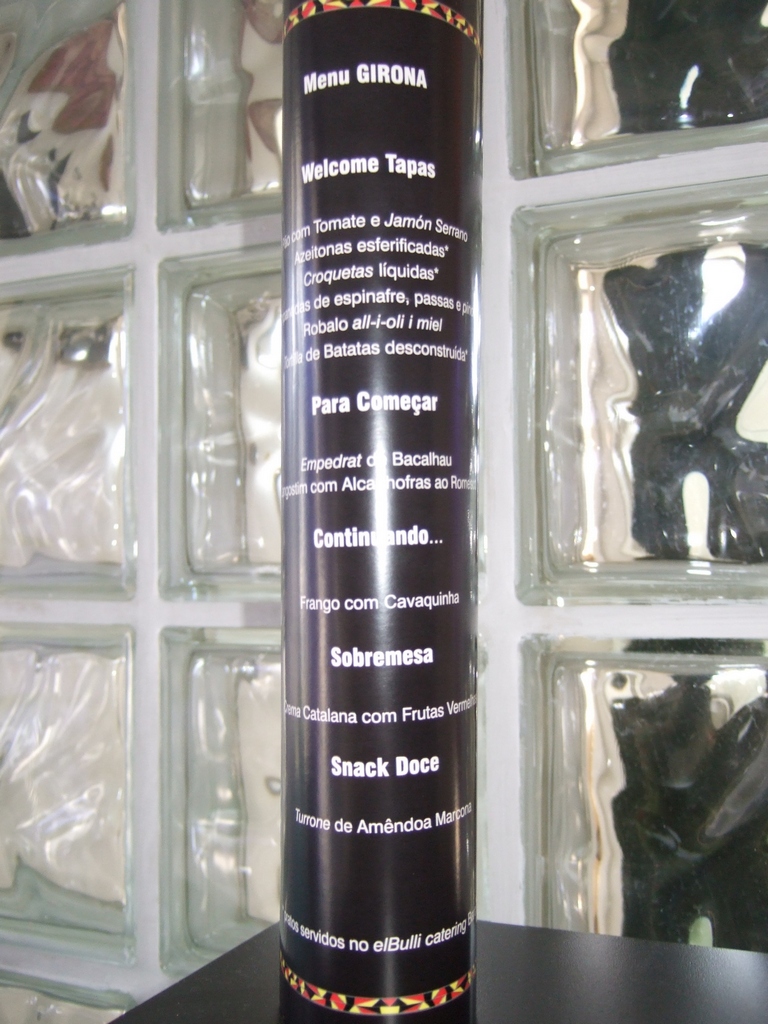 Menu GIRONA
Welcome Tapas
com Tomate e Jamón Serrano
Azeitonas esferificadas*
Croquetas líquidas*
de espinafre, passas e
Robalo all-i-oli i miel
de Batatas desconstruída*
Para Começar
Empedrat de Bacalhau
com Alcachofras ao
Continuando...
Frango com Cavaquinha
Sobremesa
Crema Catalana com Frutas
Snack Doce
Turrone de Amêndoa Marcona
servidos no elBulli catering